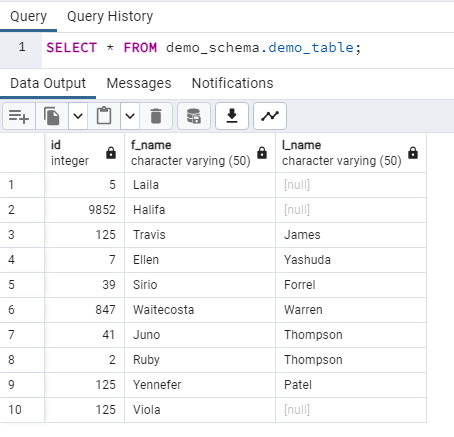 Query Query History
1 SELECT * FROM demo_schema.demo_table;
Data Output Messages Notifications
id f_name l_name
integer character varying (50) character varying (50)
1 5 Laila [null]
2 9852 Halifa [null]
3 125 Travis James
4 7 Ellen Yashuda
5 39 Sirio Forrel
6 847 Waitecosta Warren
7 41 Juno Thompson
8 2 Ruby Thompson
9 125 Yennefer Patel
10 125 Viola [null]